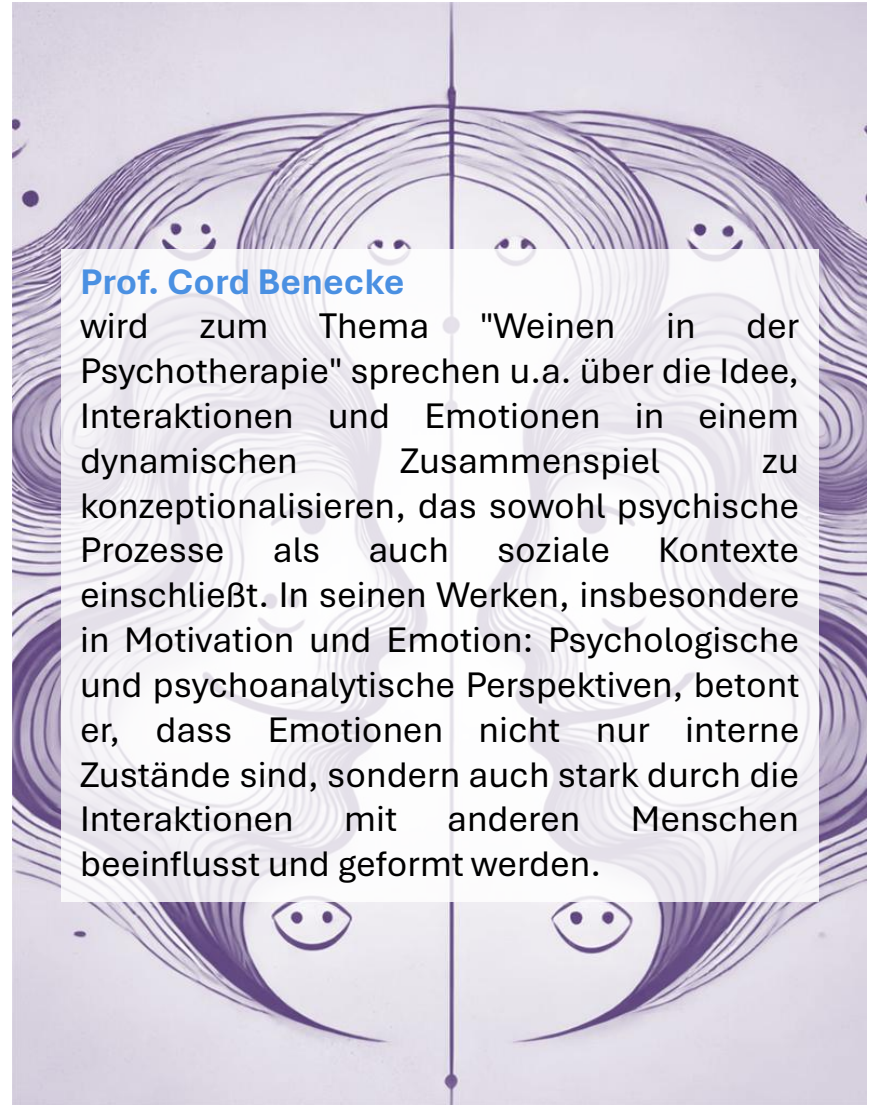 Prof. Cord Benecke
wird zum Thema "Weinen in der
Psychotherapie" sprechen u.a. über die Idee,
Interaktionen und Emotionen in einem
dynamischen Zusammenspiel zu
konzeptionalisieren, das sowohl psychische
Prozesse als auch soziale Kontexte
einschließt. In seinen Werken, insbesondere
in Motivation und Emotion: Psychologische
und psychoanalytische Perspektiven, betont
er, dass Emotionen nicht nur interne
Zustände sind, sondern auch stark durch die
Interaktionen mit anderen Menschen
beeinflusst und geformt werden.